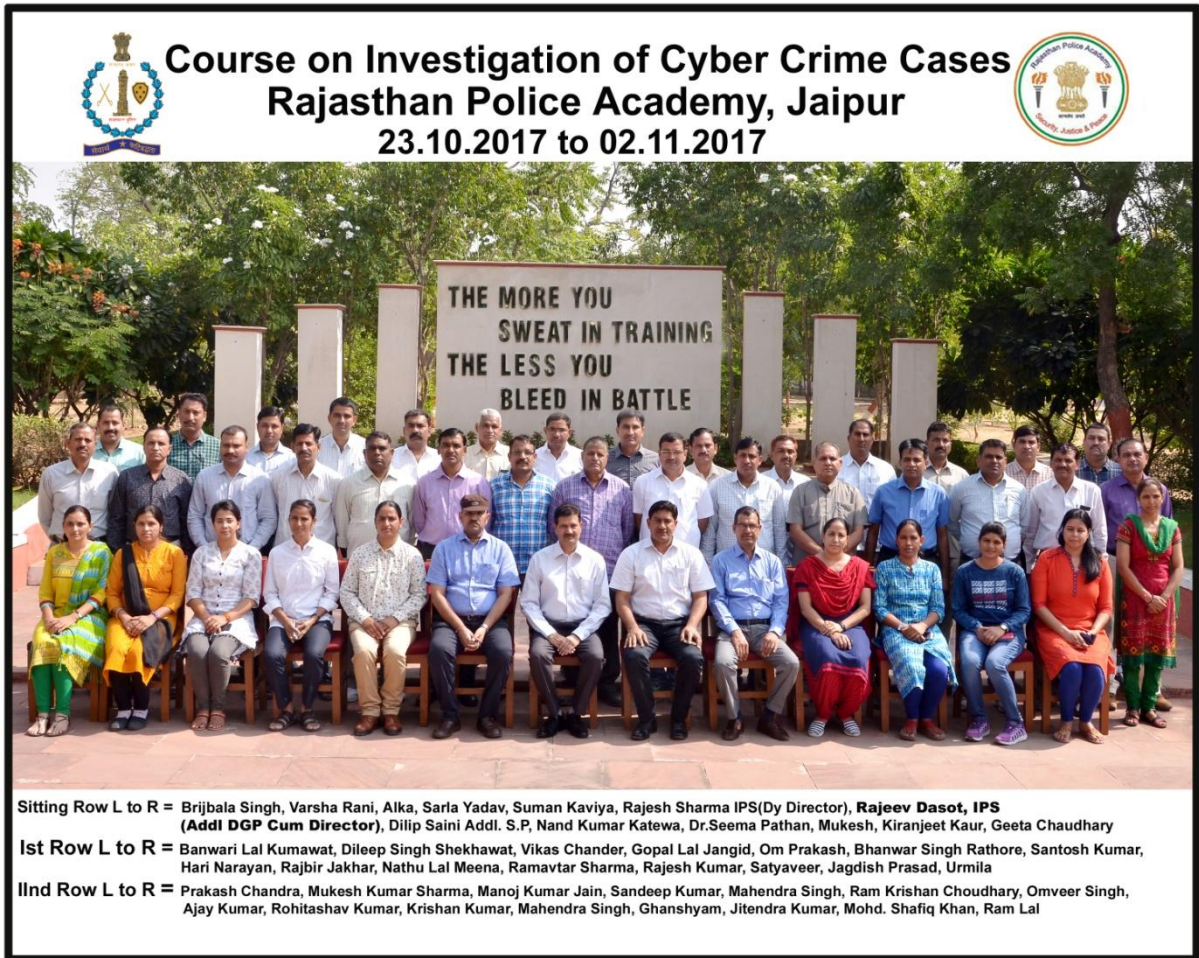 Course on Investigation of Cyber Crime Cases
Rajasthan Police Academy, Jaipur
23.10.2017 to 02.11.2017
Rajasthan Police Academy
Security, Justice & Peace
THE MORE YOU
SWEAT IN TRAINING
THE LESS YOU
BLEED IN BATTLE
Sitting Row L to R = Brijbala Singh, Varsha Rani, Alka, Sarla Yadav, Suman Kaviya, Rajesh Sharma IPS(Dy Director), Rajeev Dasot, IPS
(Addl DGP Cum Director), Dilip Saini Addl. S.P, Nand Kumar Katewa, Dr.Seema Pathan, Mukesh, Kiranjeet Kaur, Geeta Chaudhary
Ist Row L to R = Banwari Lal Kumawat, Dileep Singh Shekhawat, Vikas Chander, Gopal Lal Jangid, Om Prakash, Bhanwar Singh Rathore, Santosh Kumar,
Hari Narayan, Rajbir Jakhar, Nathu Lal Meena, Ramavtar Sharma, Rajesh Kumar, Satyaveer, Jagdish Prasad, Urmila
IInd Row L to R = Prakash Chandra, Mukesh Kumar Sharma, Manoj Kumar Jain, Sandeep Kumar, Mahendra Singh, Ram Krishan Choudhary, Omveer Singh,
Ajay Kumar, Rohitashav Kumar, Krishan Kumar, Mahendra Singh, Ghanshyam, Jitendra Kumar, Mohd. Shafiq Khan, Ram Lal